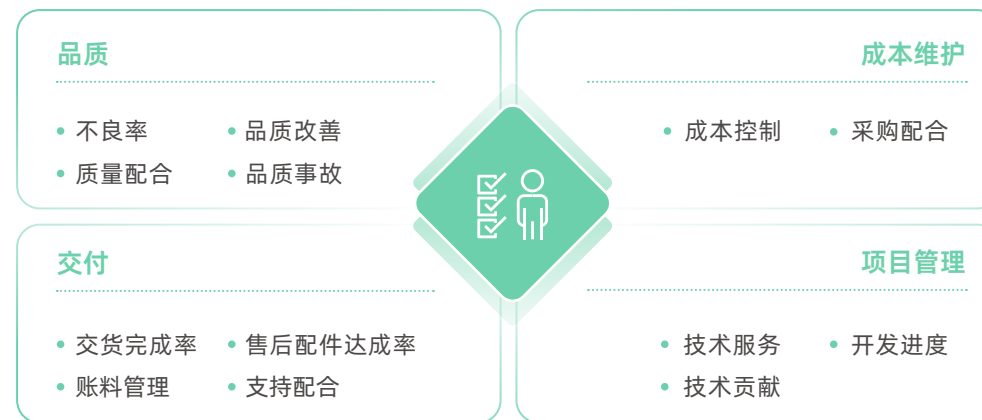 品质
不良率 品质改善
质量配合 品质事故
成本维护
成本控制 采购配合
交付
交货完成率 售后配件达成率
账料管理 支持配合
项目管理
技术服务 开发进度
技术贡献